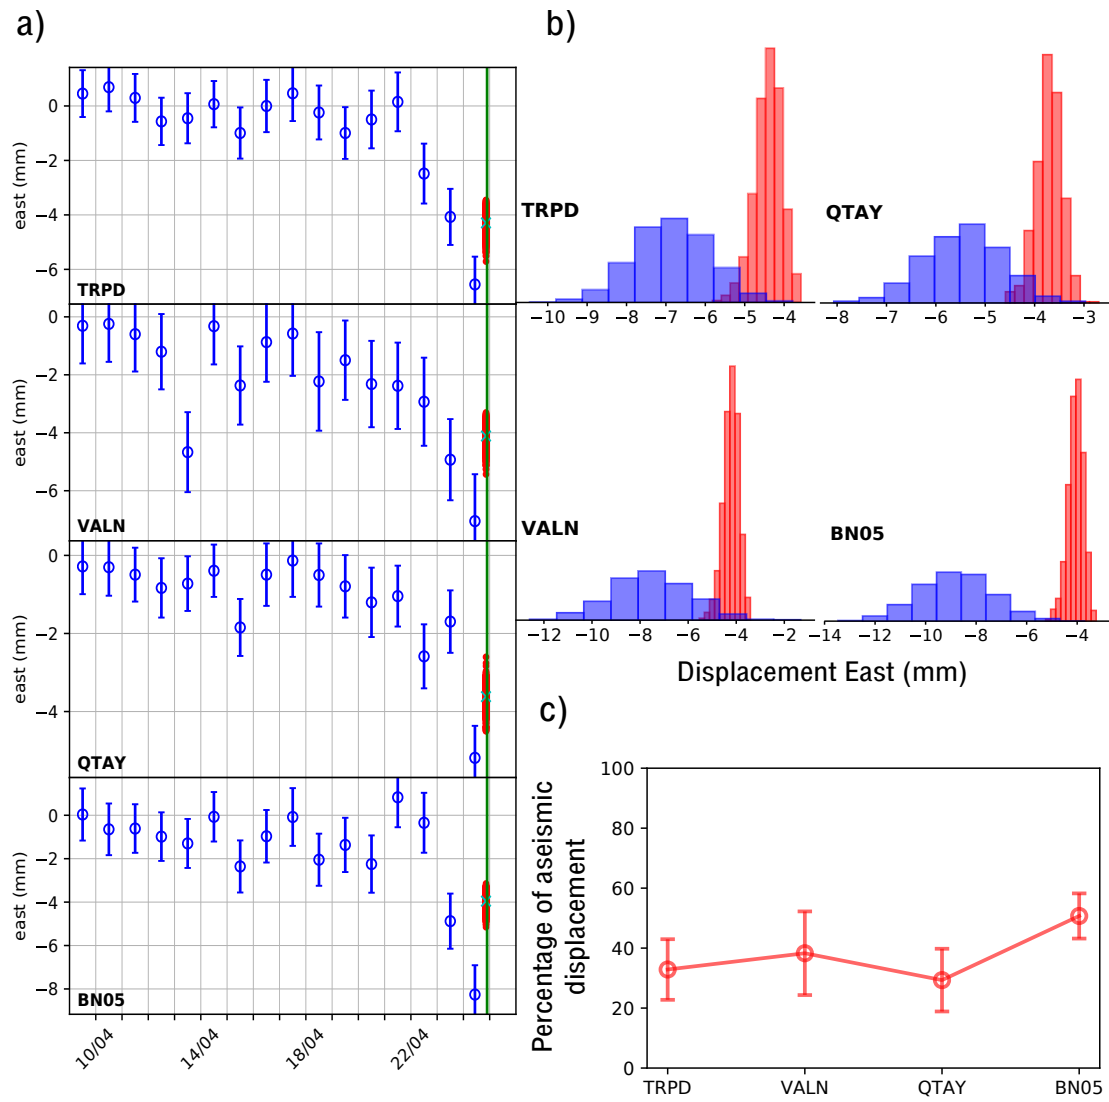 a)
0
−2
−4
−6
east (mm)
TRPD
0
−2
−4
−6
east (mm)
VALN
0
−2
−4
east (mm)
QTAY
0
−2
−4
−6
−8
east (mm)
BN05
10/04 14/04 18/04 22/04
b)
TRPD
−10 −9 −8 −7 −6 −5 −4
QTAY
−8 −7 −6 −5 −4 −3
VALN
−12 −10 −8 −6 −4 −2
BN05
−14 −12 −10 −8 −6 −4
Displacement East (mm)
c)
Percentage of aseismic
displacement
100
80
60
40
20
0
TRPD VALN QTAY BN05